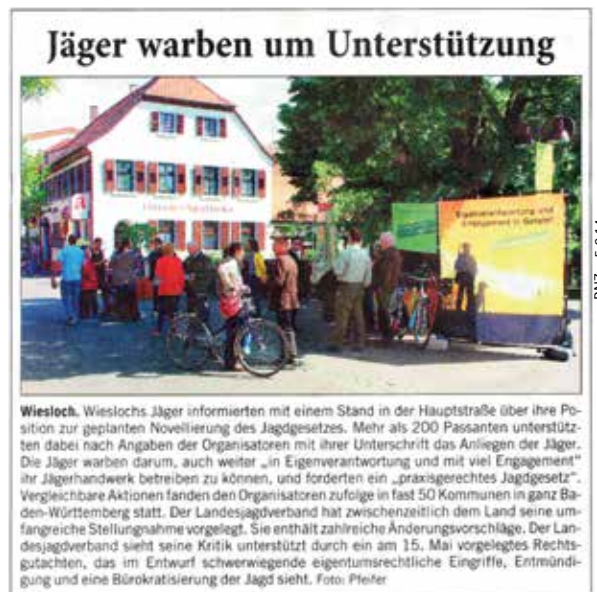 Jäger warben um Unterstützung
Eigenverantwortung und
Engagement in Gefahr!
Wiesloch. Wieslochs Jäger informierten mit einem Stand in der Hauptstraße über ihre Po-
sition zur geplanten Novellierung des Jagdgesetzes. Mehr als 200 Passanten unterstütz-
ten dabei nach Angaben der Organisatoren mit ihrer Unterschrift das Anliegen der Jäger.
Die Jäger warben darum, auch weiter „in Eigenverantwortung und mit viel Engagement“
ihr Jägerhandwerk betreiben zu können, und forderten ein „praxisgerechtes Jagdgesetz“.
Vergleichbare Aktionen fanden den Organisatoren zufolge in fast 50 Kommunen in ganz Ba-
den-Württemberg statt. Der Landesjagdverband hat zwischenzeitlich dem Land seine um-
fangreiche Stellungnahme vorgelegt. Sie enthält zahlreiche Änderungsvorschläge. Der Lan-
desjagdverband sieht seine Kritik unterstützt durch ein am 15. Mai vorgelegtes Rechts-
gutachten, das im Entwurf schwerwiegende eigentumsrechtliche Eingriffe, Entmündi-
gung und eine Bürokratisierung der Jagd sieht. Foto: Pfeifer